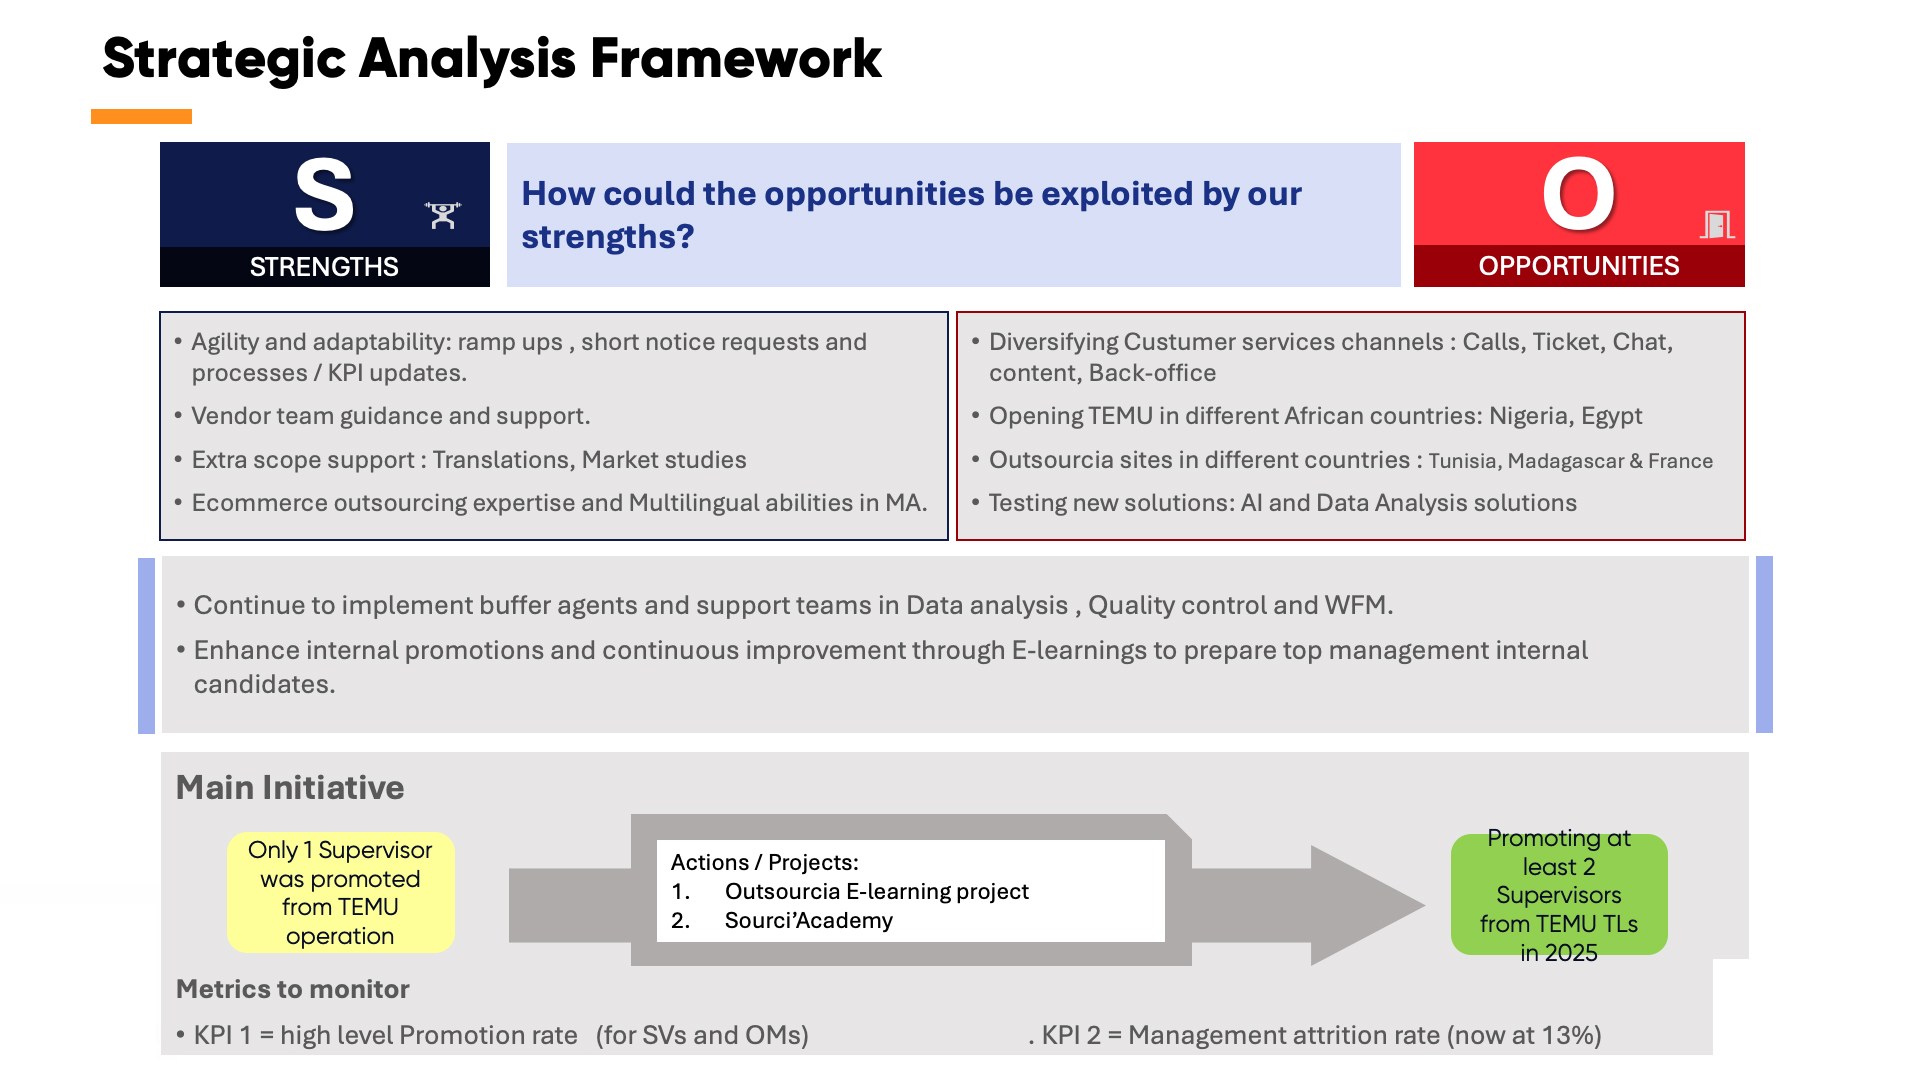 Strategic Analysis Framework
S
STRENGTHS
How could the opportunities be exploited by our
strengths?
O
OPPORTUNITIES
• Agility and adaptability: ramp ups , short notice requests and
processes / KPI updates.
• Vendor team guidance and support.
• Extra scope support : Translations, Market studies
• Ecommerce outsourcing expertise and Multilingual abilities in MA.
• Diversifying Custumer services channels : Calls, Ticket, Chat,
content, Back-office
• Opening TEMU in different African countries: Nigeria, Egypt
• Outsourcia sites in different countries : Tunisia, Madagascar & France
• Testing new solutions: AI and Data Analysis solutions
• Continue to implement buffer agents and support teams in Data analysis , Quality control and WFM.
• Enhance internal promotions and continuous improvement through E-learnings to prepare top management internal
candidates.
Main Initiative
Only 1 Supervisor
was promoted
from TEMU
operation
Actions / Projects:
1. Outsourcia E-learning project
2. Sourci’Academy
Promoting at
least 2
Supervisors
from TEMU TLs
in 2025
Metrics to monitor
• KPI 1 = high level Promotion rate (for SVs and OMs)
. KPI 2 = Management attrition rate (now at 13%)